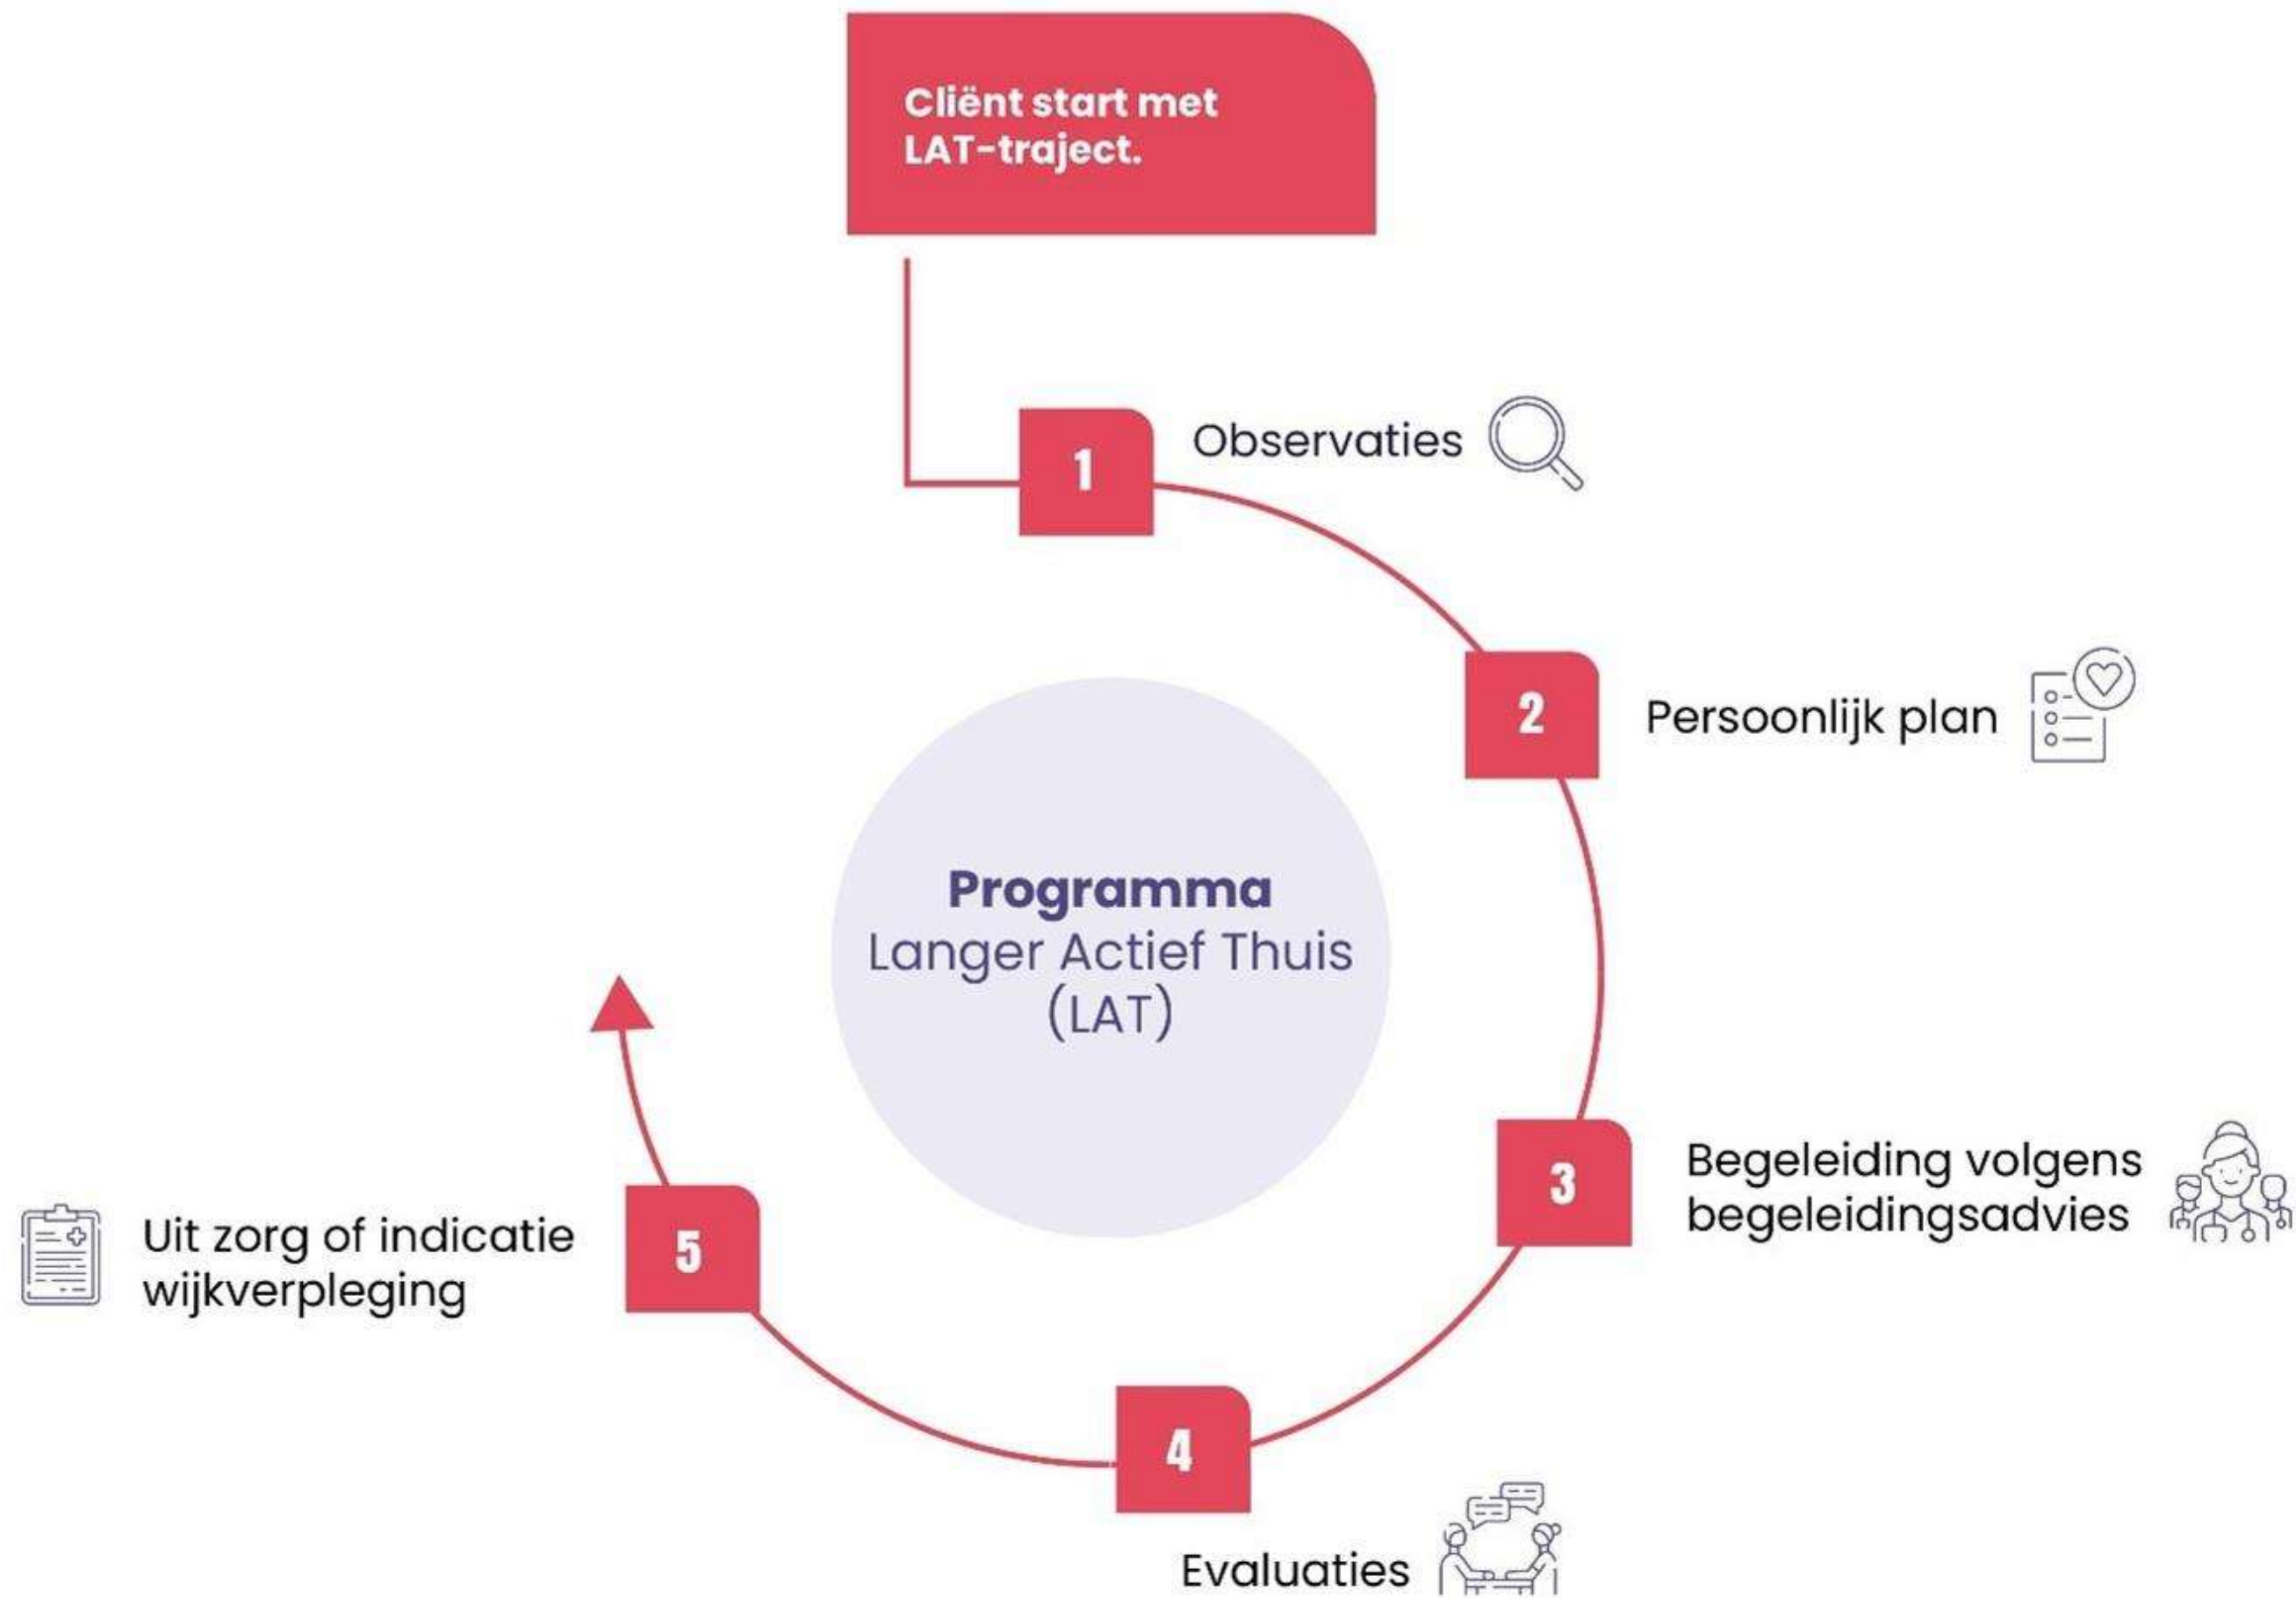 Cliënt start met
LAT-traject.
1
Observaties
2
Persoonlijk plan
Programma
Langer Actief Thuis
(LAT)
3
Begeleiding volgens
begeleidingsadvies
4
Evaluaties
5
Uit zorg of indicatie
wijkverpleging